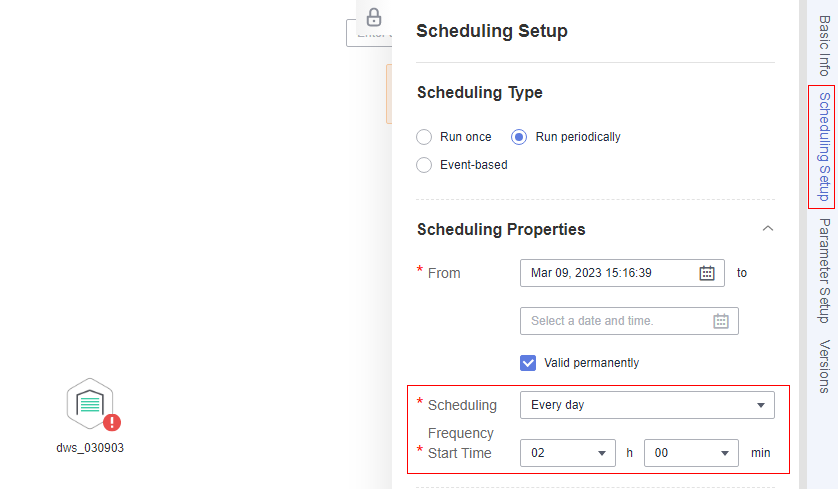 Scheduling Setup
Scheduling Type
Run once
Run periodically
Event-based
Scheduling Properties
* From
Mar 09, 2023 15:16:39
to
Select a date and time.
Valid permanently
* Scheduling
Frequency
Every day
* Start Time
02
h
00
min
dws_030903
Basic Info
Scheduling Setup
Parameter Setup
Versions